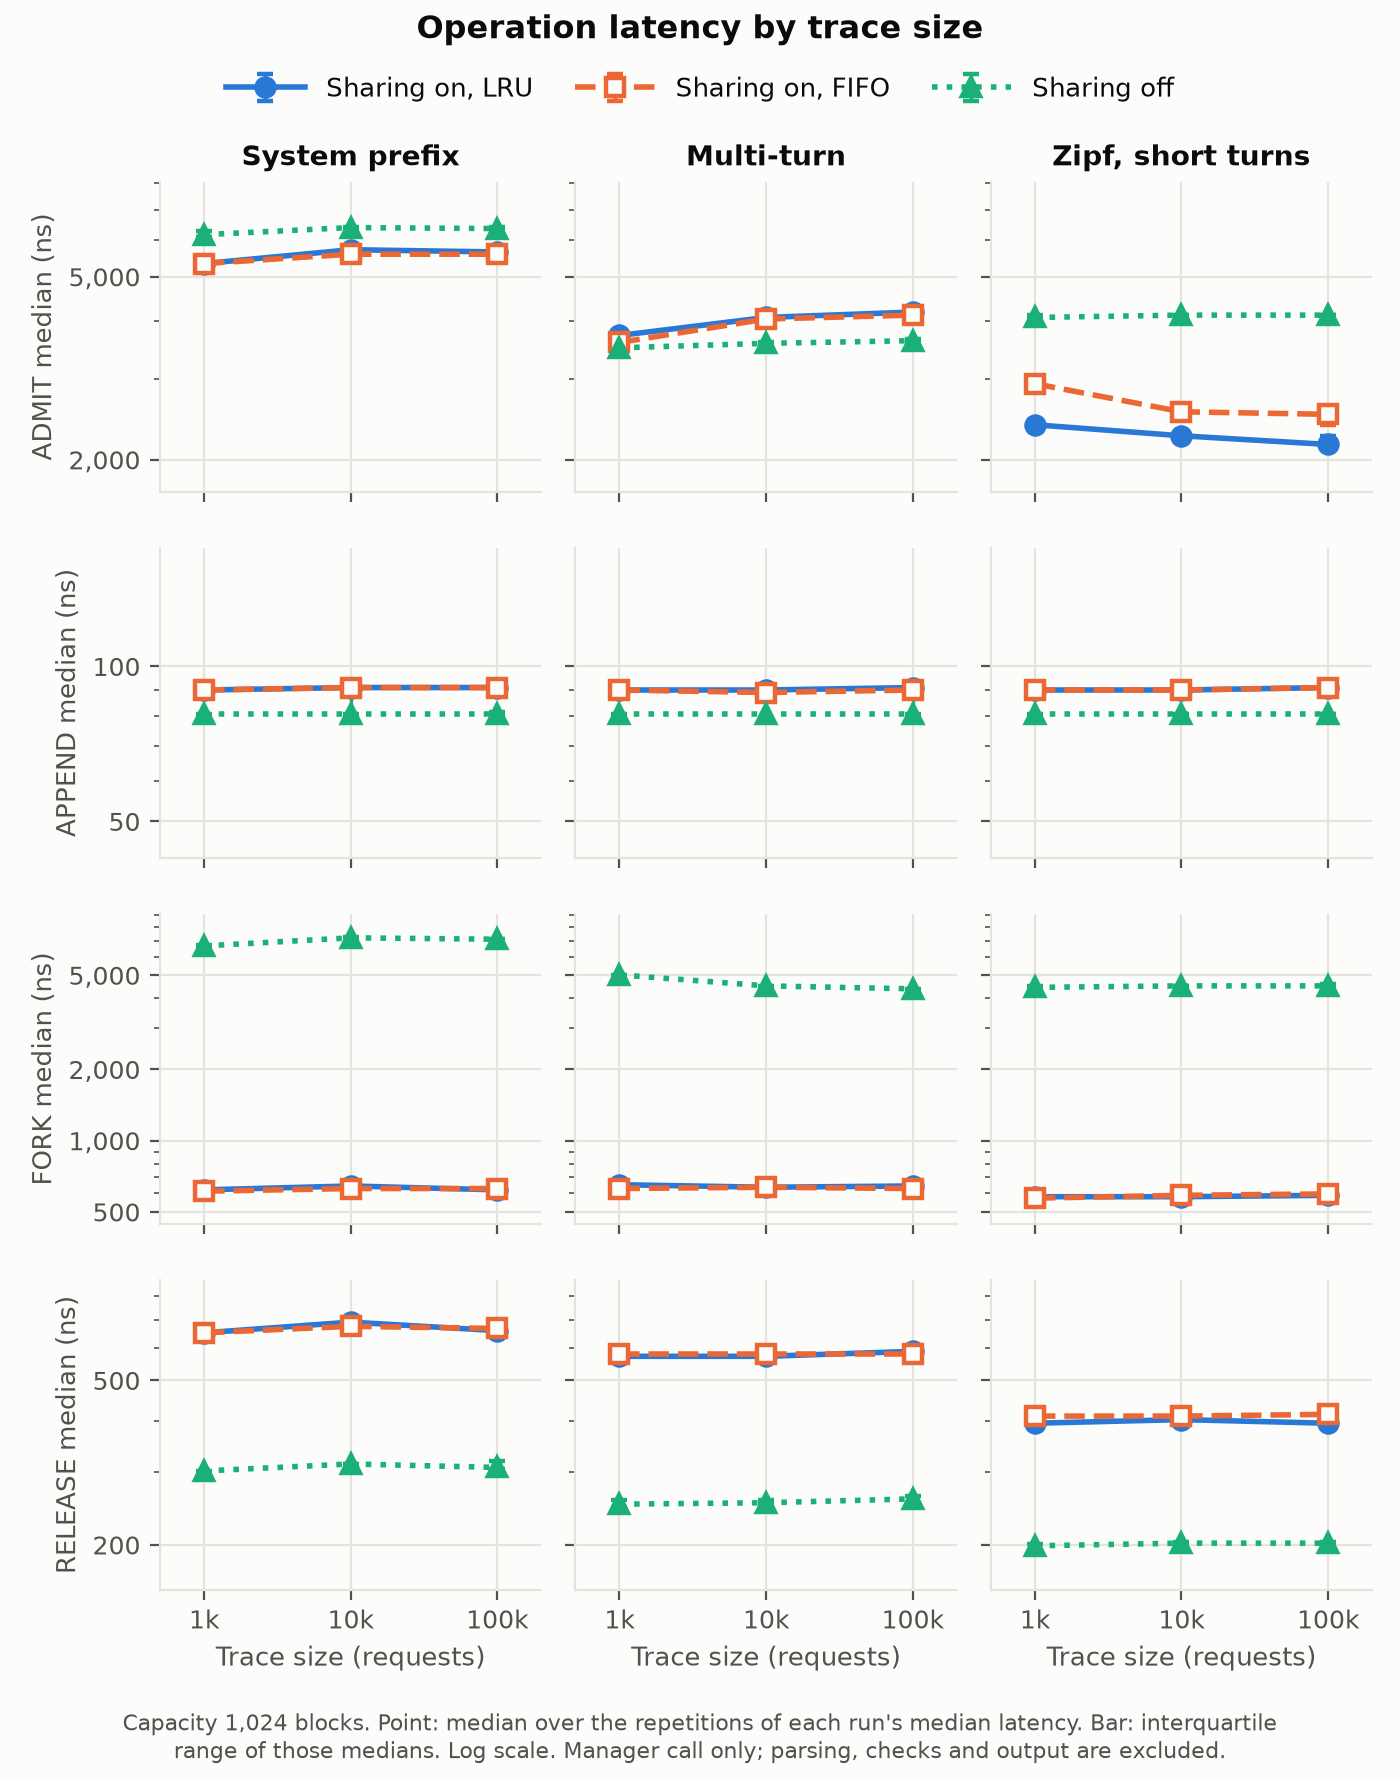 Operation latency by trace size
Sharing on, LRU
Sharing on, FIFO
Sharing off
System prefix
Multi-turn
Zipf, short turns
ADMIT median (ns)
5,000
2,000
APPEND median (ns)
100
50
FORK median (ns)
5,000
2,000
1,000
500
RELEASE median (ns)
500
200
1k 10k 100k
1k 10k 100k
1k 10k 100k
Trace size (requests)
Trace size (requests)
Trace size (requests)
Capacity 1,024 blocks. Point: median over the repetitions of each run's median latency. Bar: interquartile
range of those medians. Log scale. Manager call only; parsing, checks and output are excluded.